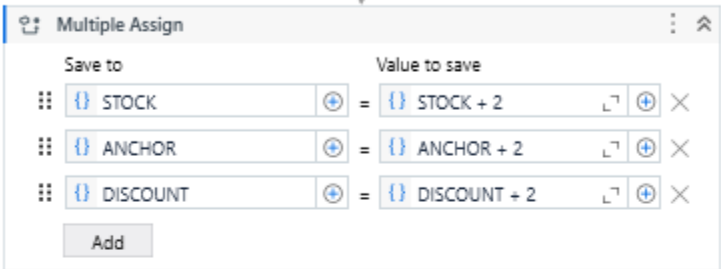 Multiple Assign
Save to Value to save
{} STOCK = {} STOCK + 2
{} ANCHOR = {} ANCHOR + 2
{} DISCOUNT = {} DISCOUNT + 2
Add